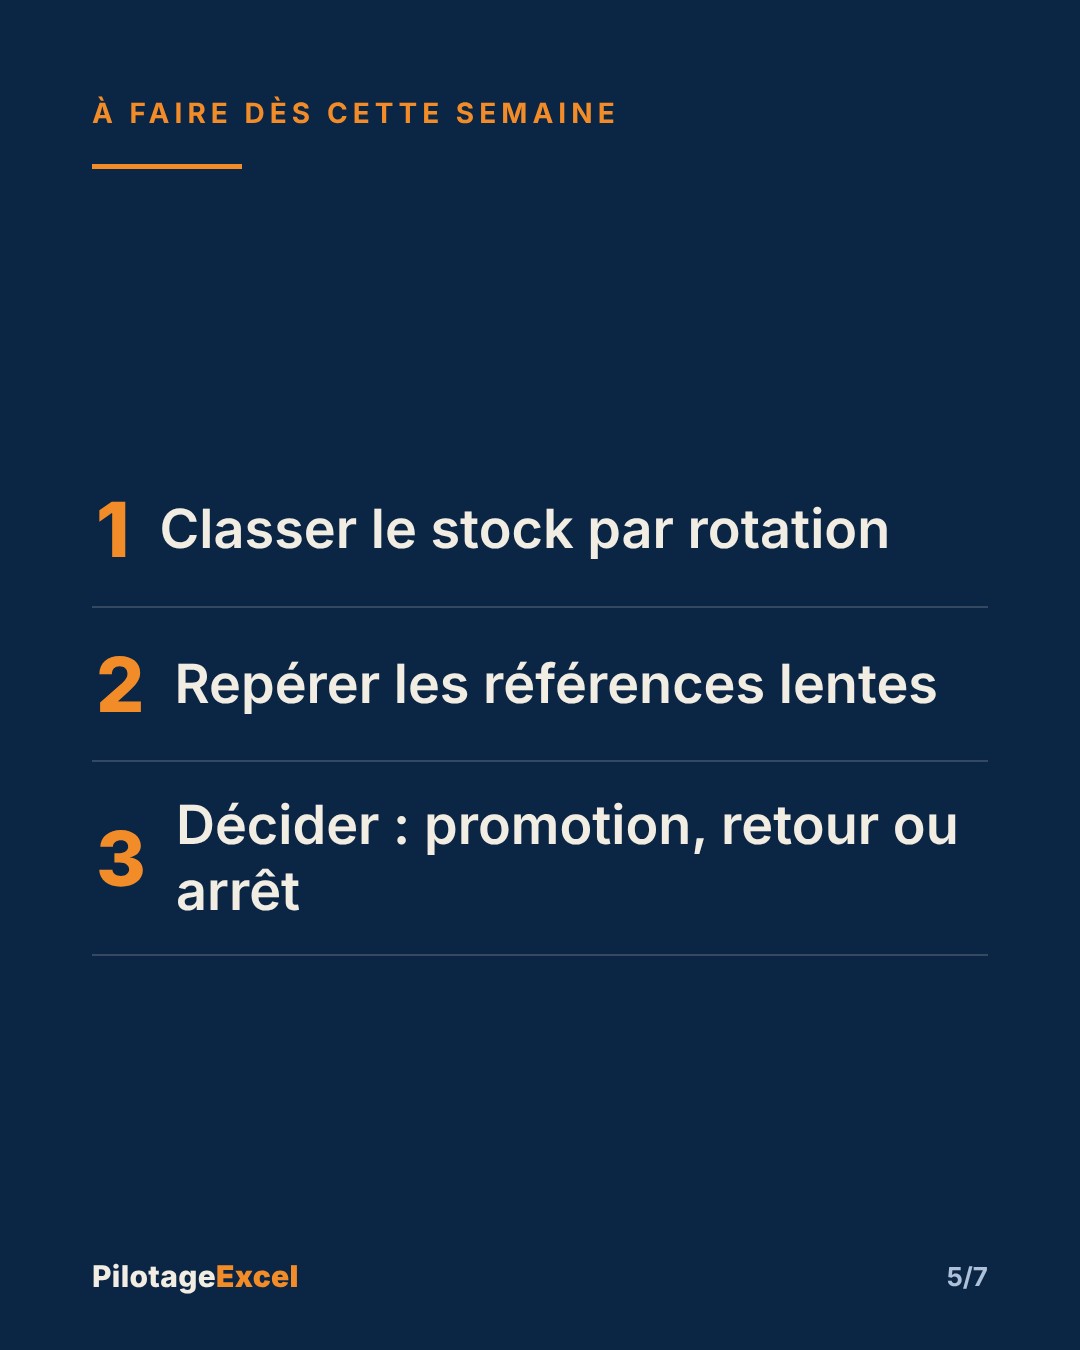 À FAIRE DÈS CETTE SEMAINE
1 Classer le stock par rotation
2 Repérer les références lentes
3 Décider : promotion, retour ou
arrêt
PilotageExcel
5/7